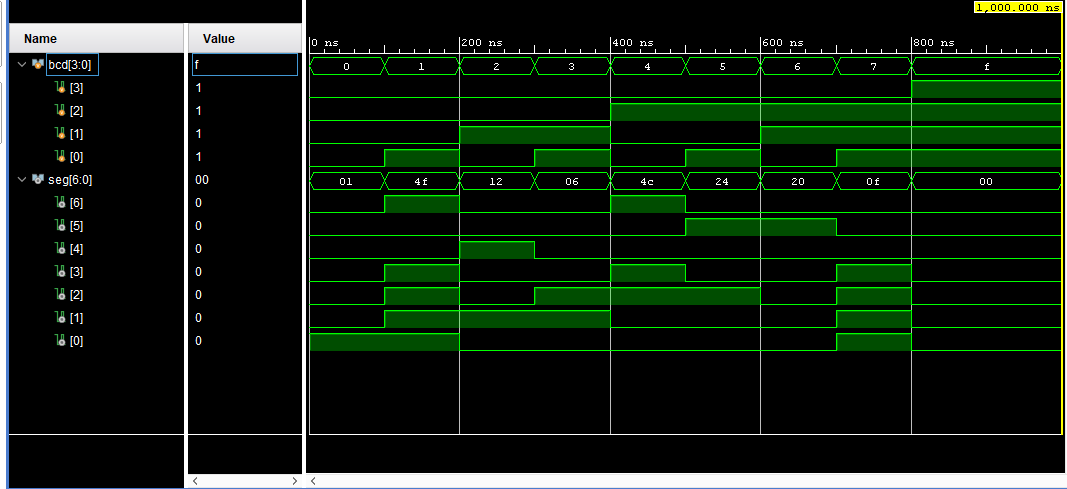 1,000.000 ns
Name Value
0 ns 200 ns 400 ns 600 ns 800 ns
bcd[3:0] f 0 1 2 3 4 5 6 7 f
[3] 1
[2] 1
[1] 1
[0] 1
seg[6:0] 00 01 4f 12 06 4c 24 20 0f 00
[6] 0
[5] 0
[4] 0
[3] 0
[2] 0
[1] 0
[0] 0